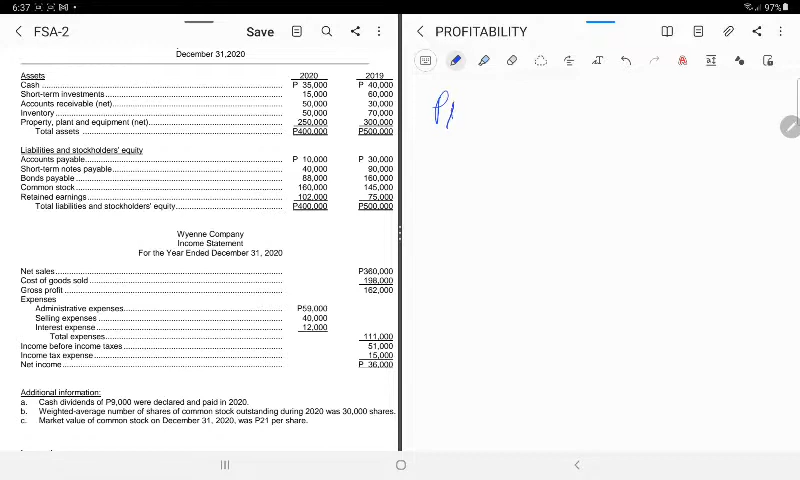 6:37 97%
FSA-2 Save PROFITABILITY
December 31,2020
Assets 2020 2019
Cash P 35,000 P 40,000
Short-term investments 15,000 60,000
Accounts receivable (net) 50,000 30,000
Inventory 50,000 70,000
Property, plant and equipment (net) 250,000 300,000
Total assets P400,000 P500,000
Liabilities and stockholders' equity
Accounts payable P 10,000 P 30,000
Short-term notes payable 40,000 90,000
Bonds payable 88,000 160,000
Common stock 160,000 145,000
Retained earnings 102,000 75,000
Total liabilities and stockholders' equity P400,000 P500,000
Wyenne Company
Income Statement
For the Year Ended December 31, 2020
Net sales P360,000
Cost of goods sold 198,000
Gross profit 162,000
Expenses
Administrative expenses P59,000
Selling expenses 40,000
Interest expense 12,000
Total expenses 111,000
Income before income taxes 51,000
Income tax expense 15,000
Net income P 36,000
Additional information:
a. Cash dividends of P9,000 were declared and paid in 2020.
b. Weighted-average number of shares of common stock outstanding during 2020 was 30,000 shares.
c. Market value of common stock on December 31, 2020, was P21 per share.